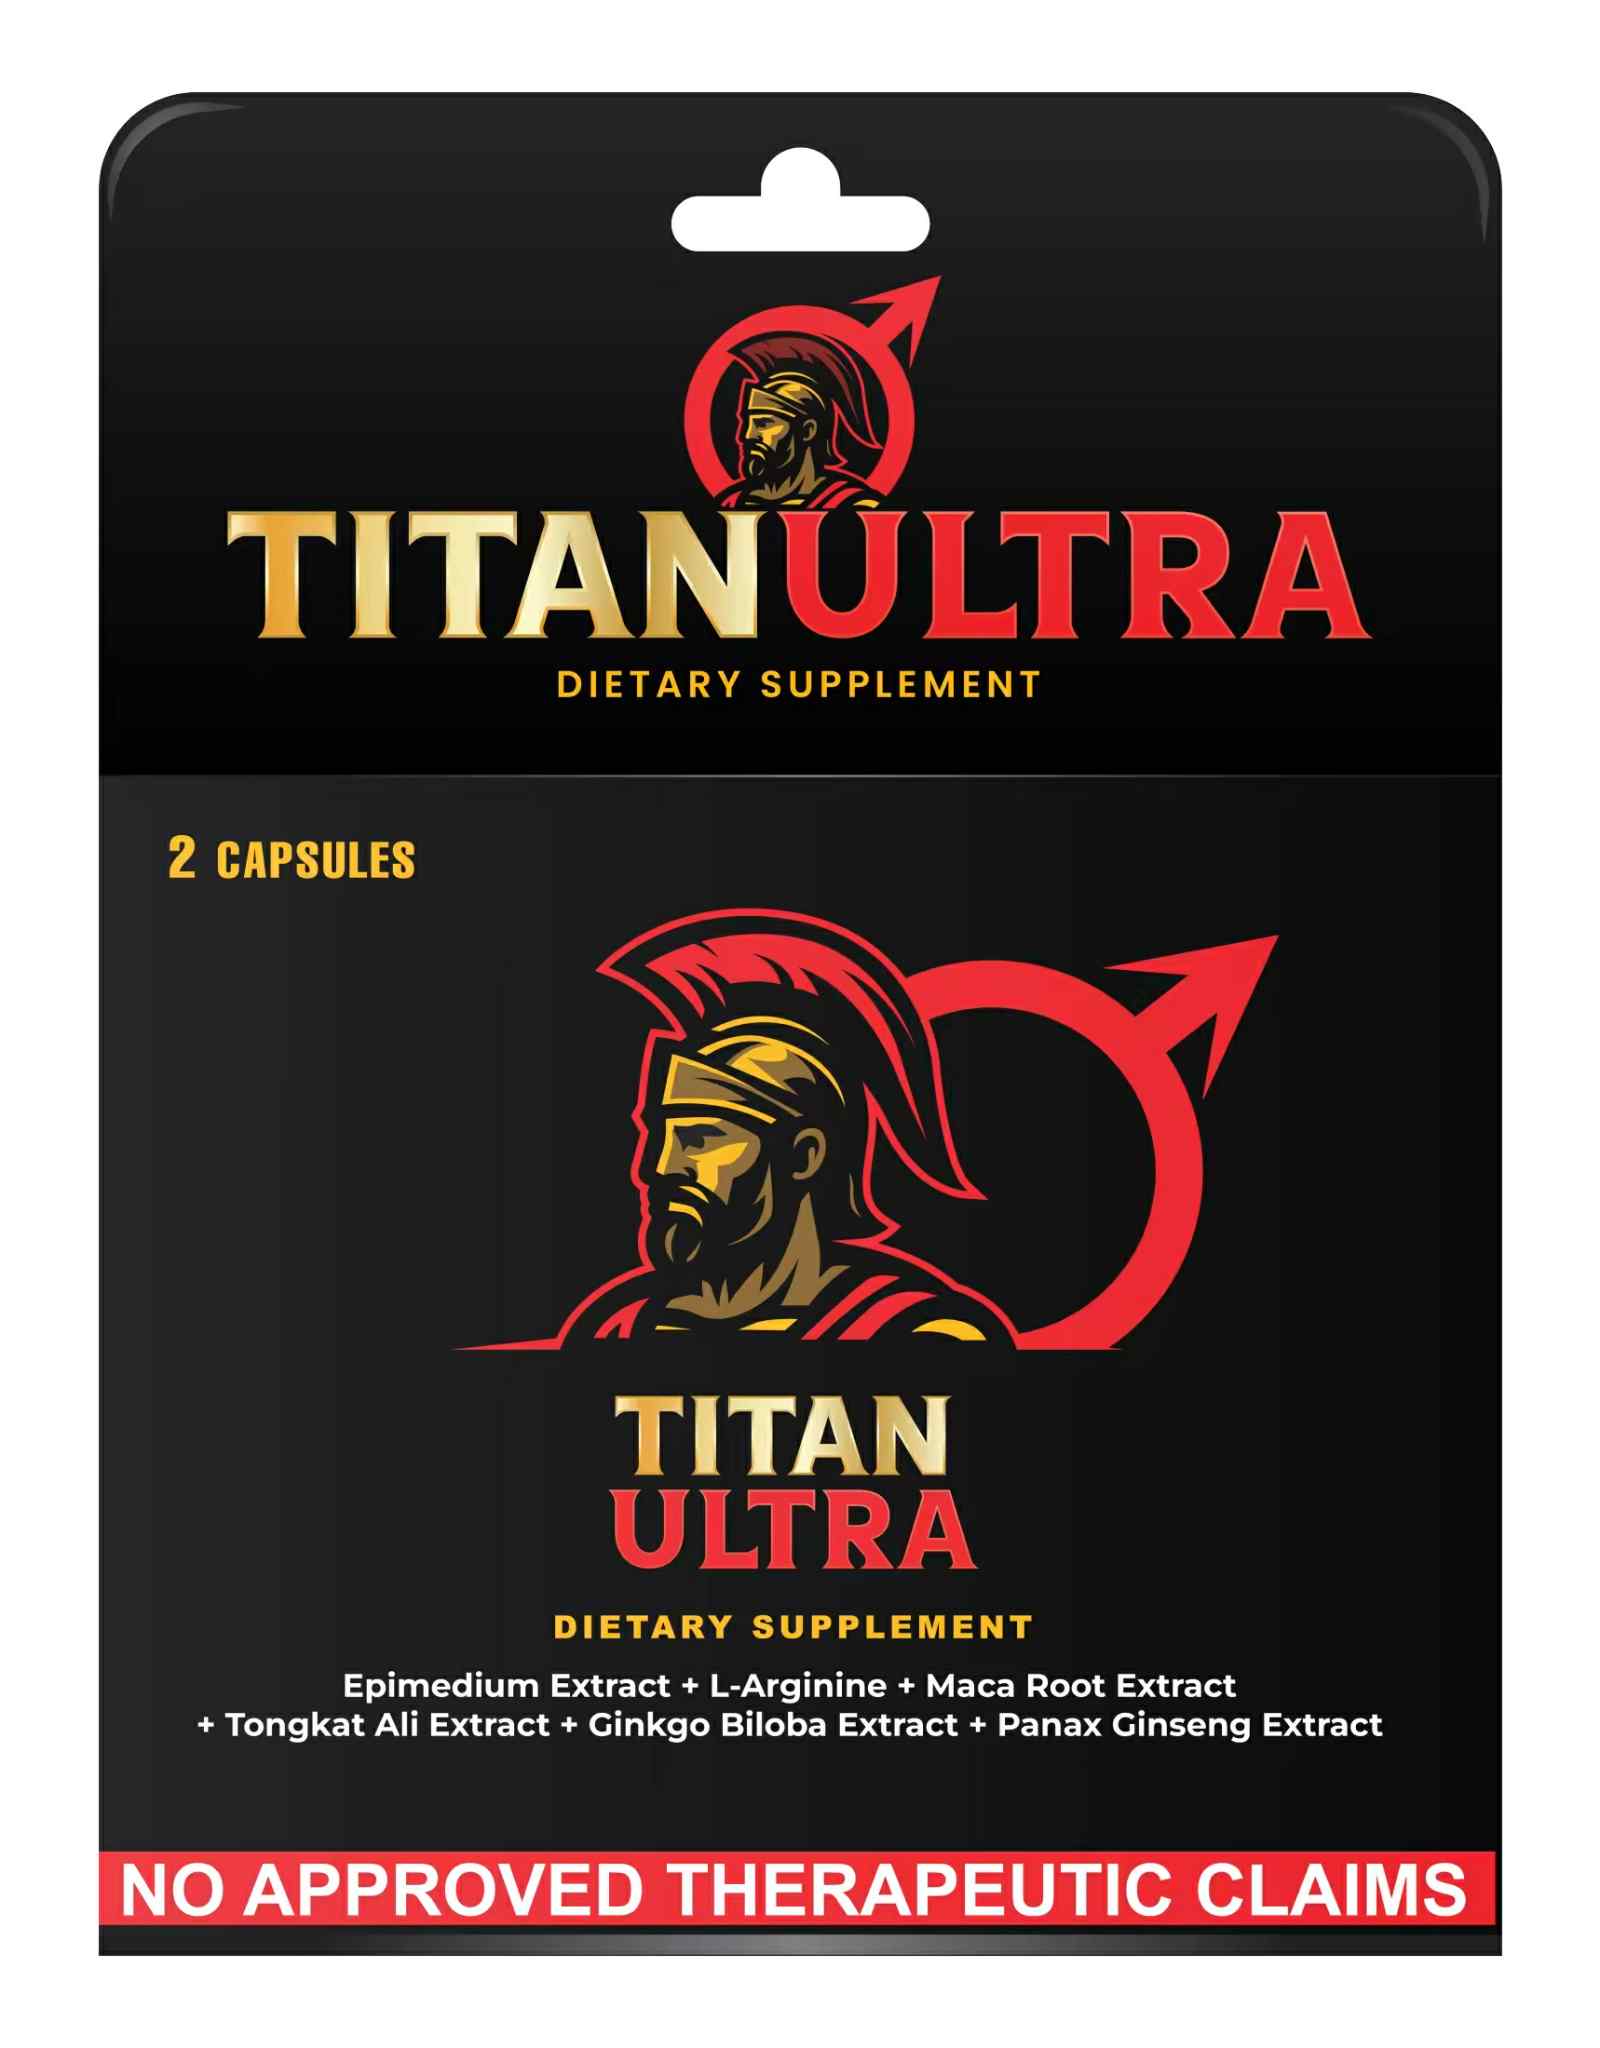 TITANULTRA
DIETARY SUPPLEMENT
2 CAPSULES
TITAN
ULTRA
DIETARY SUPPLEMENT
Epimedium Extract + L-Arginine + Maca Root Extract
+ Tongkat Ali Extract + Ginkgo Biloba Extract + Panax Ginseng Extract
NO APPROVED THERAPEUTIC CLAIMS